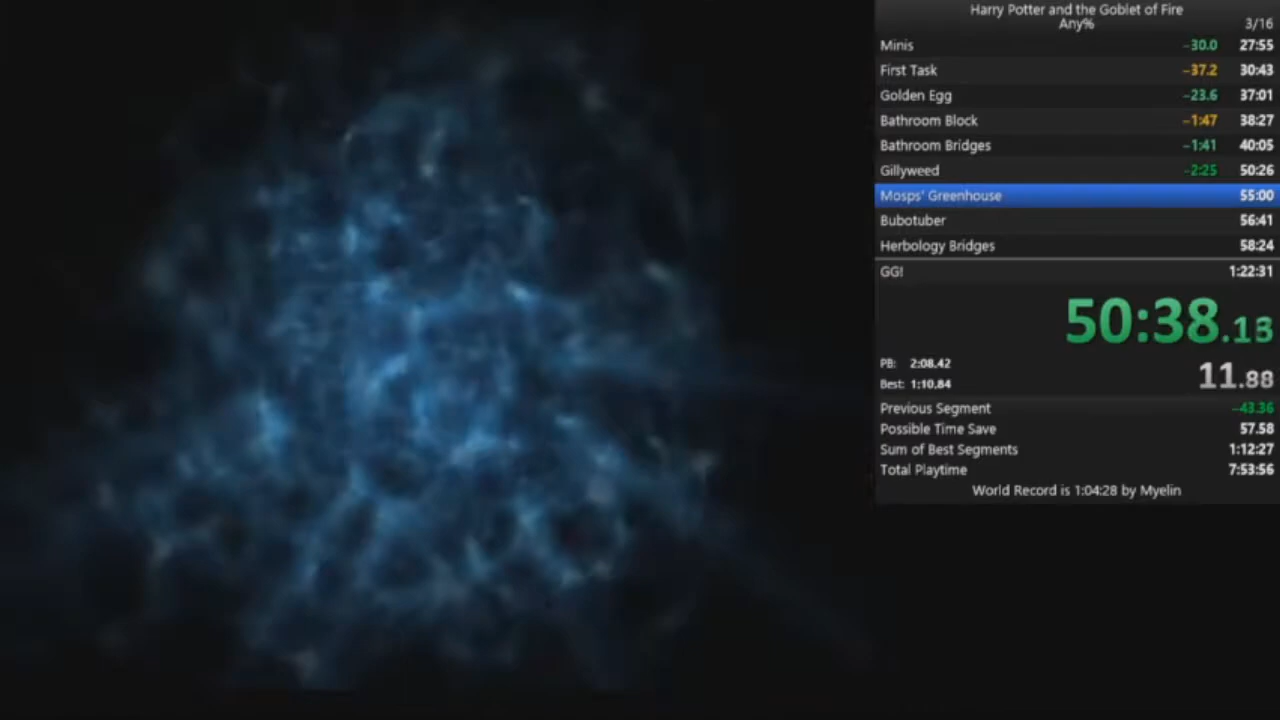 Harry Potter and the Goblet of Fire
Any% 3/16
Minis -30.0 27:55
First Task -37.2 30:43
Golden Egg -23.6 37:01
Bathroom Block -1:47 38:27
Bathroom Bridges -1:41 40:05
Gillyweed -2:25 50:26
Mosps' Greenhouse 55:00
Bubotuber 56:41
Herbology Bridges 58:24
GG! 1:22:31
50:38.13
PB: 2:08.42 11.88
Best: 1:10.84
Previous Segment -43.36
Possible Time Save 57.58
Sum of Best Segments 1:12:27
Total Playtime 7:53:56
World Record is 1:04:28 by Myelin